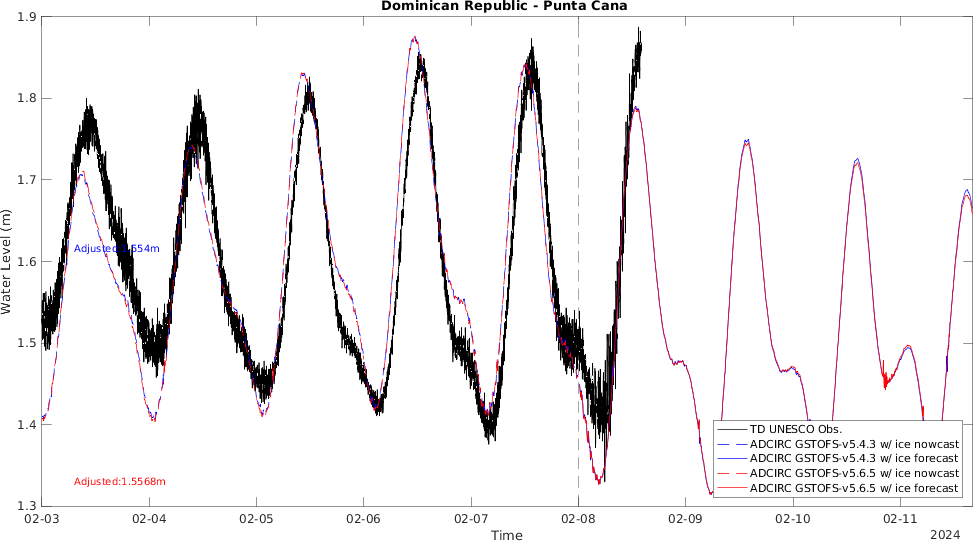 Dominican Republic - Punta Cana
1.9
1.8
1.7
1.6
1.5
1.4
1.3
Water Level (m)
Adjusted:1.554m
Adjusted:1.5568m
TD UNESCO Obs.
ADCIRC GSTOFS-v5.4.3 w/ ice nowcast
ADCIRC GSTOFS-v5.4.3 w/ ice forecast
ADCIRC GSTOFS-v5.6.5 w/ ice nowcast
ADCIRC GSTOFS-v5.6.5 w/ ice forecast
02-03 02-04 02-05 02-06 02-07 02-08 02-09 02-10 02-11
Time
2024